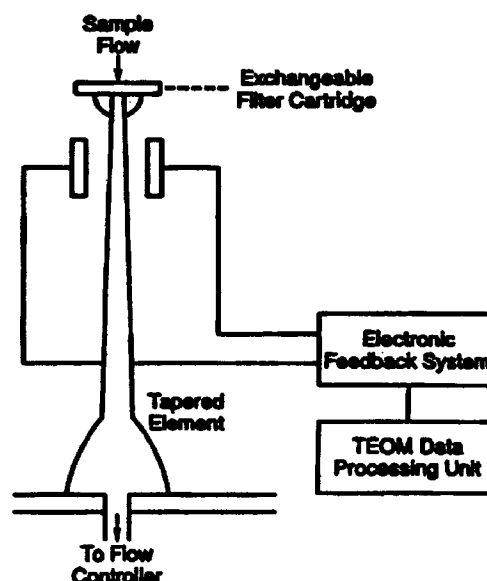 Sample
Flow
Exchangeable
Filter Cartridge
Electronic
Feedback System
Tapered
Element
TEOM Data
Processing Unit
To Flow
Controller